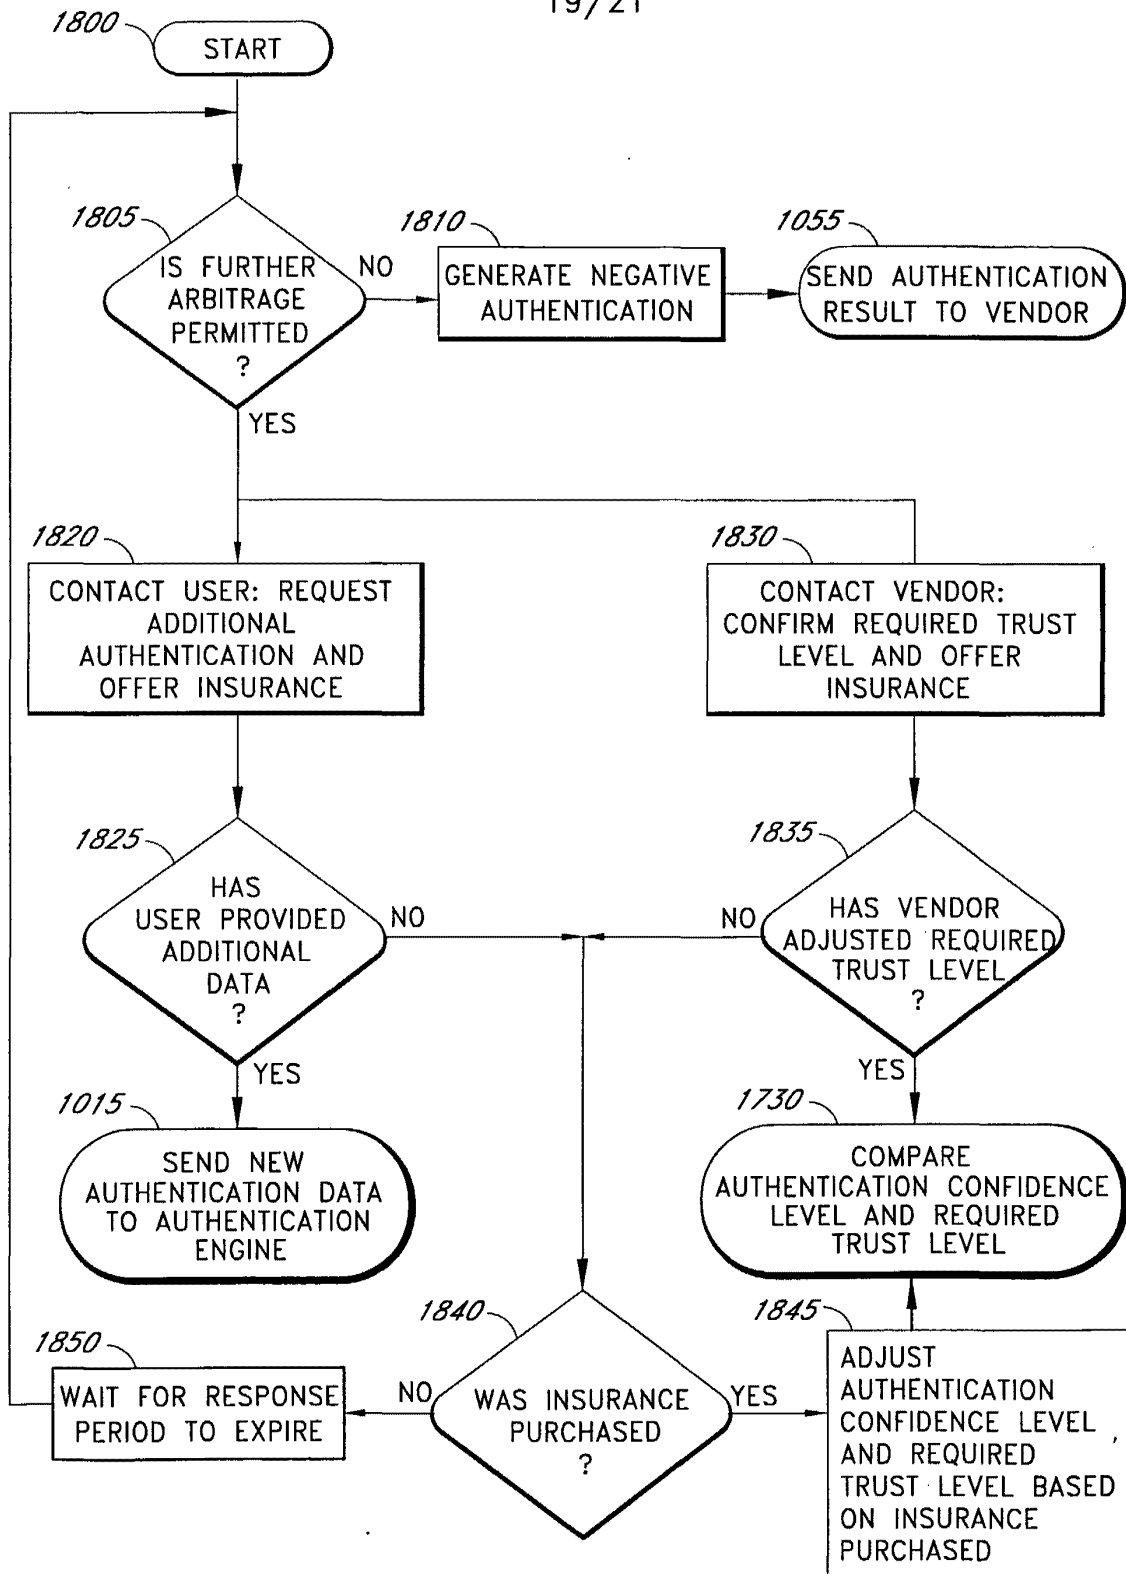 19/21
1800
START
1805
IS FURTHER
ARBITRAGE
PERMITTED
?
NO
YES
1810
GENERATE NEGATIVE
AUTHENTICATION
1055
SEND AUTHENTICATION
RESULT TO VENDOR
1820
CONTACT USER: REQUEST
ADDITIONAL
AUTHENTICATION AND
OFFER INSURANCE
1830
CONTACT VENDOR:
CONFIRM REQUIRED TRUST
LEVEL AND OFFER
INSURANCE
1825
HAS
USER PROVIDED
ADDITIONAL
DATA
?
NO
YES
1835
HAS VENDOR
ADJUSTED REQUIRED
TRUST LEVEL
?
NO
YES
1015
SEND NEW
AUTHENTICATION DATA
TO AUTHENTICATION
ENGINE
1730
COMPARE
AUTHENTICATION CONFIDENCE
LEVEL AND REQUIRED
TRUST LEVEL
1840
WAS INSURANCE
PURCHASED
?
NO
YES
1850
WAIT FOR RESPONSE
PERIOD TO EXPIRE
1845
ADJUST
AUTHENTICATION
CONFIDENCE LEVEL
AND REQUIRED
TRUST LEVEL BASED
ON INSURANCE
PURCHASED